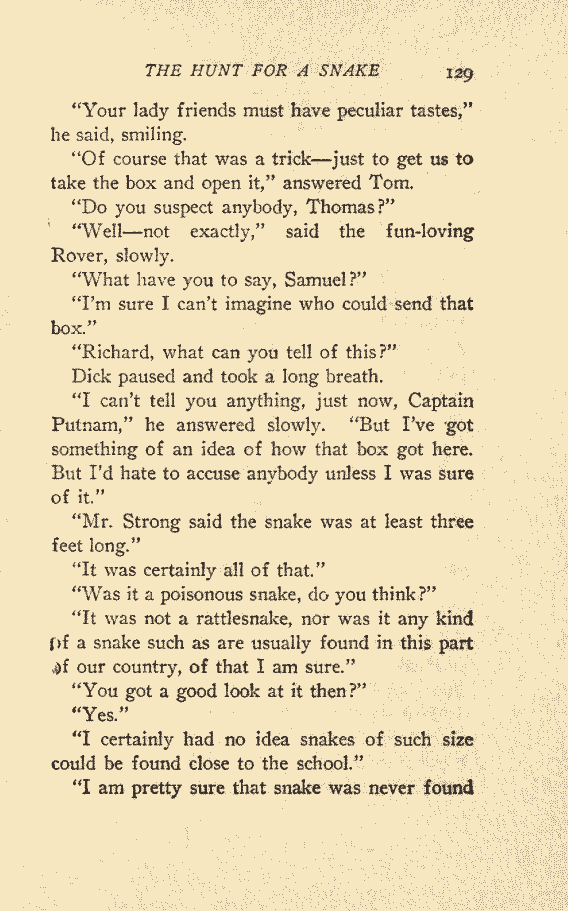 THE HUNT FOR A SNAKE 129
"Your lady friends must have peculiar tastes,"
he said, smiling.
"Of course that was a trick—just to get us to
take the box and open it," answered Tom.
"Do you suspect anybody, Thomas?"
"Well—not exactly," said the fun-loving
Rover, slowly.
"What have you to say, Samuel?"
"I'm sure I can't imagine who could send that
box."
"Richard, what can you tell of this?"
Dick paused and took a long breath.
"I can't tell you anything, just now, Captain
Putnam," he answered slowly. "But I've got
something of an idea of how that box got here.
But I'd hate to accuse anybody unless I was sure
of it."
"Mr. Strong said the snake was at least three
feet long."
"It was certainly all of that."
"Was it a poisonous snake, do you think?"
"It was not a rattlesnake, nor was it any kind
of a snake such as are usually found in this part
of our country, of that I am sure."
"You got a good look at it then?"
"Yes."
"I certainly had no idea snakes of such size
could be found close to the school."
"I am pretty sure that snake was never found